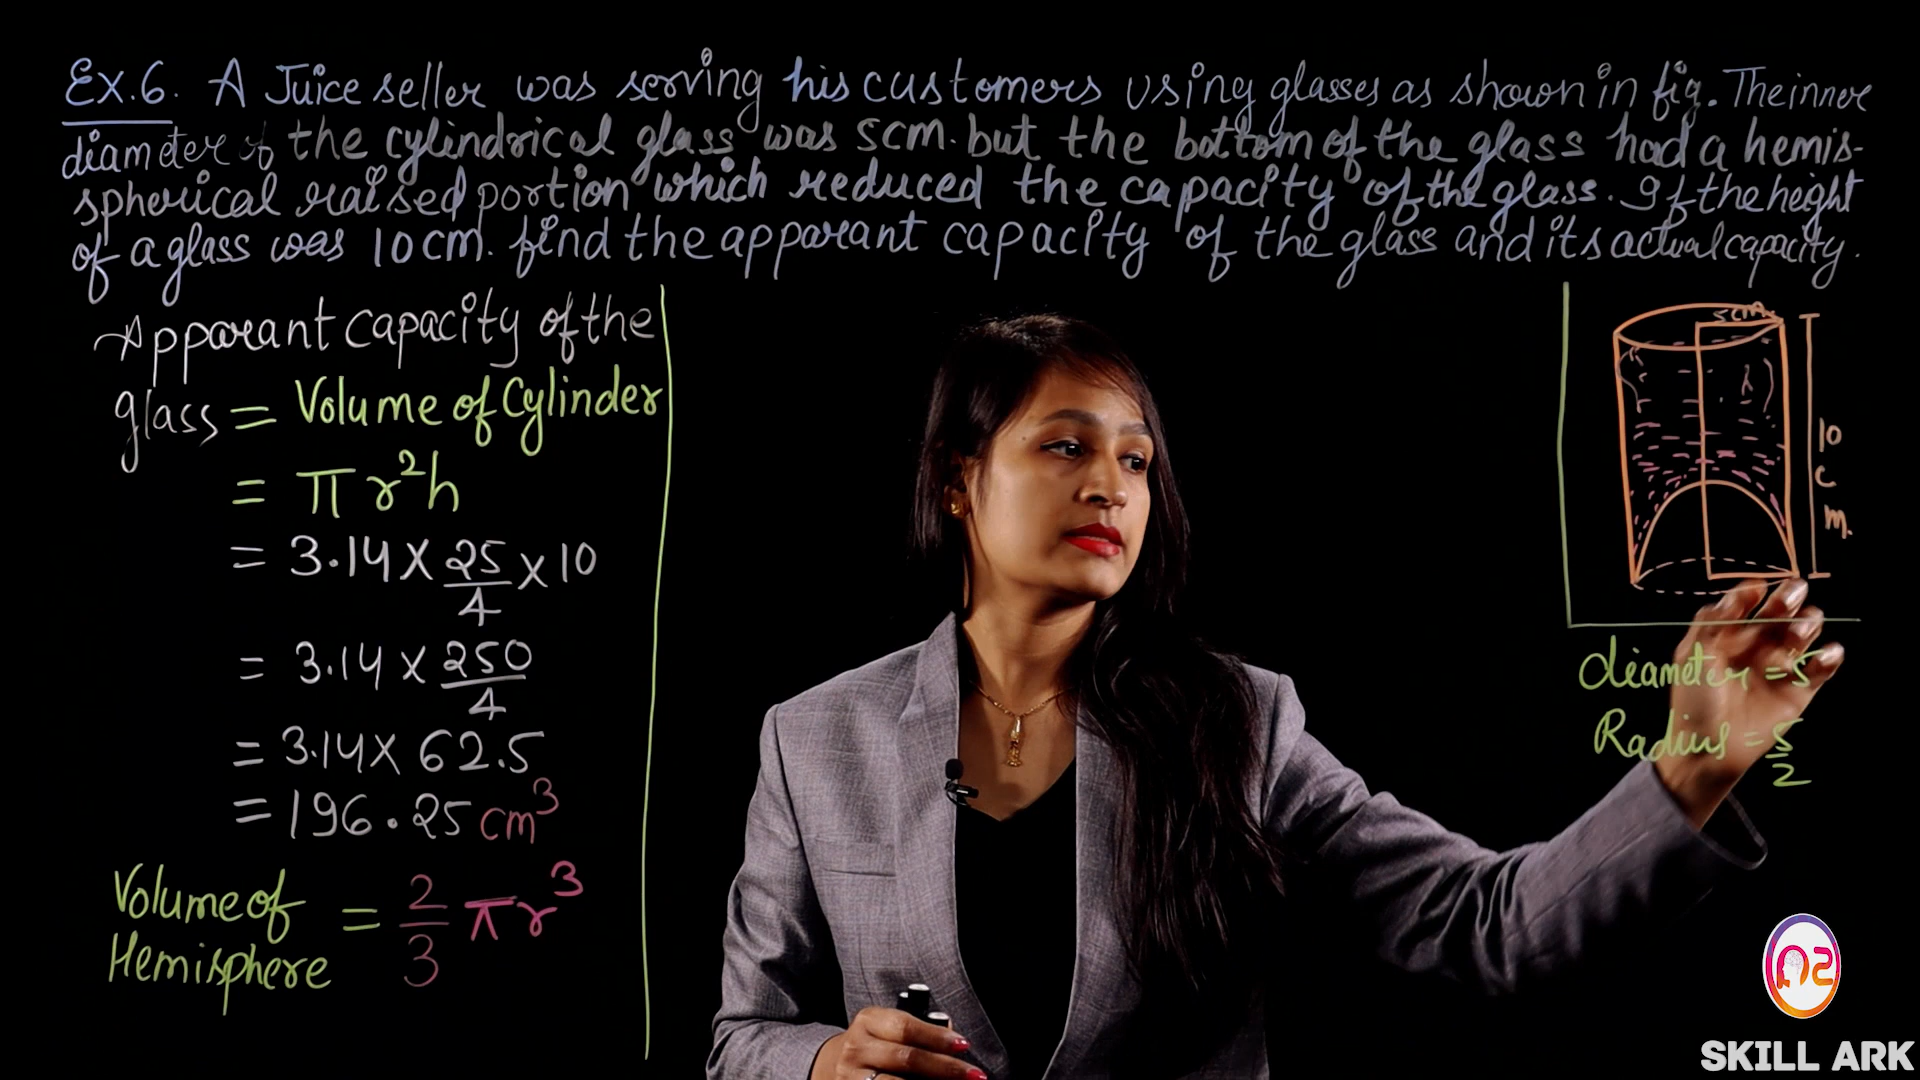 Ex.6. A Juice seller was serving his customers using glasses as shown in fig. The inner
diameter of the cylindrical glass was 5cm. but the bottom of the glass had a hemis-
spherical raised portion which reduced the capacity of the glass. If the height
of a glass was 10 cm. find the apparant capacity of the glass and its actual capacity.
Apparant capacity of the
glass = Volume of Cylinder
= π r²h
= 3.14 × 25/4 × 10
= 3.14 × 250/4
= 3.14 × 62.5
= 196.25 cm³
Volume of
Hemisphere = 2/3 π r³
5cm
10
c
m.
diameter = 5
Radius = 5/2
SKILL ARK